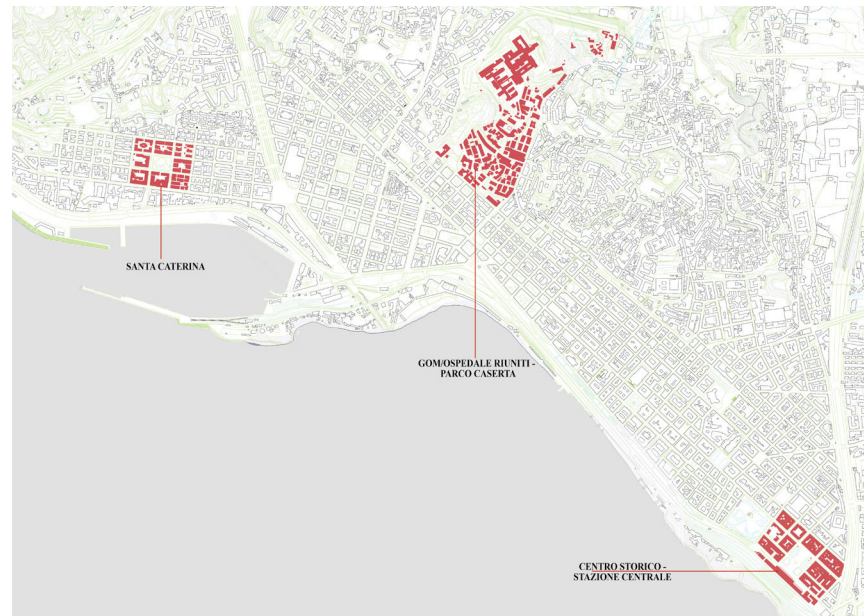 SANTA CATERINA
GOM/OSPEDALE RIUNITI -
PARCO CASERTA
CENTRO STORICO -
STAZIONE CENTRALE